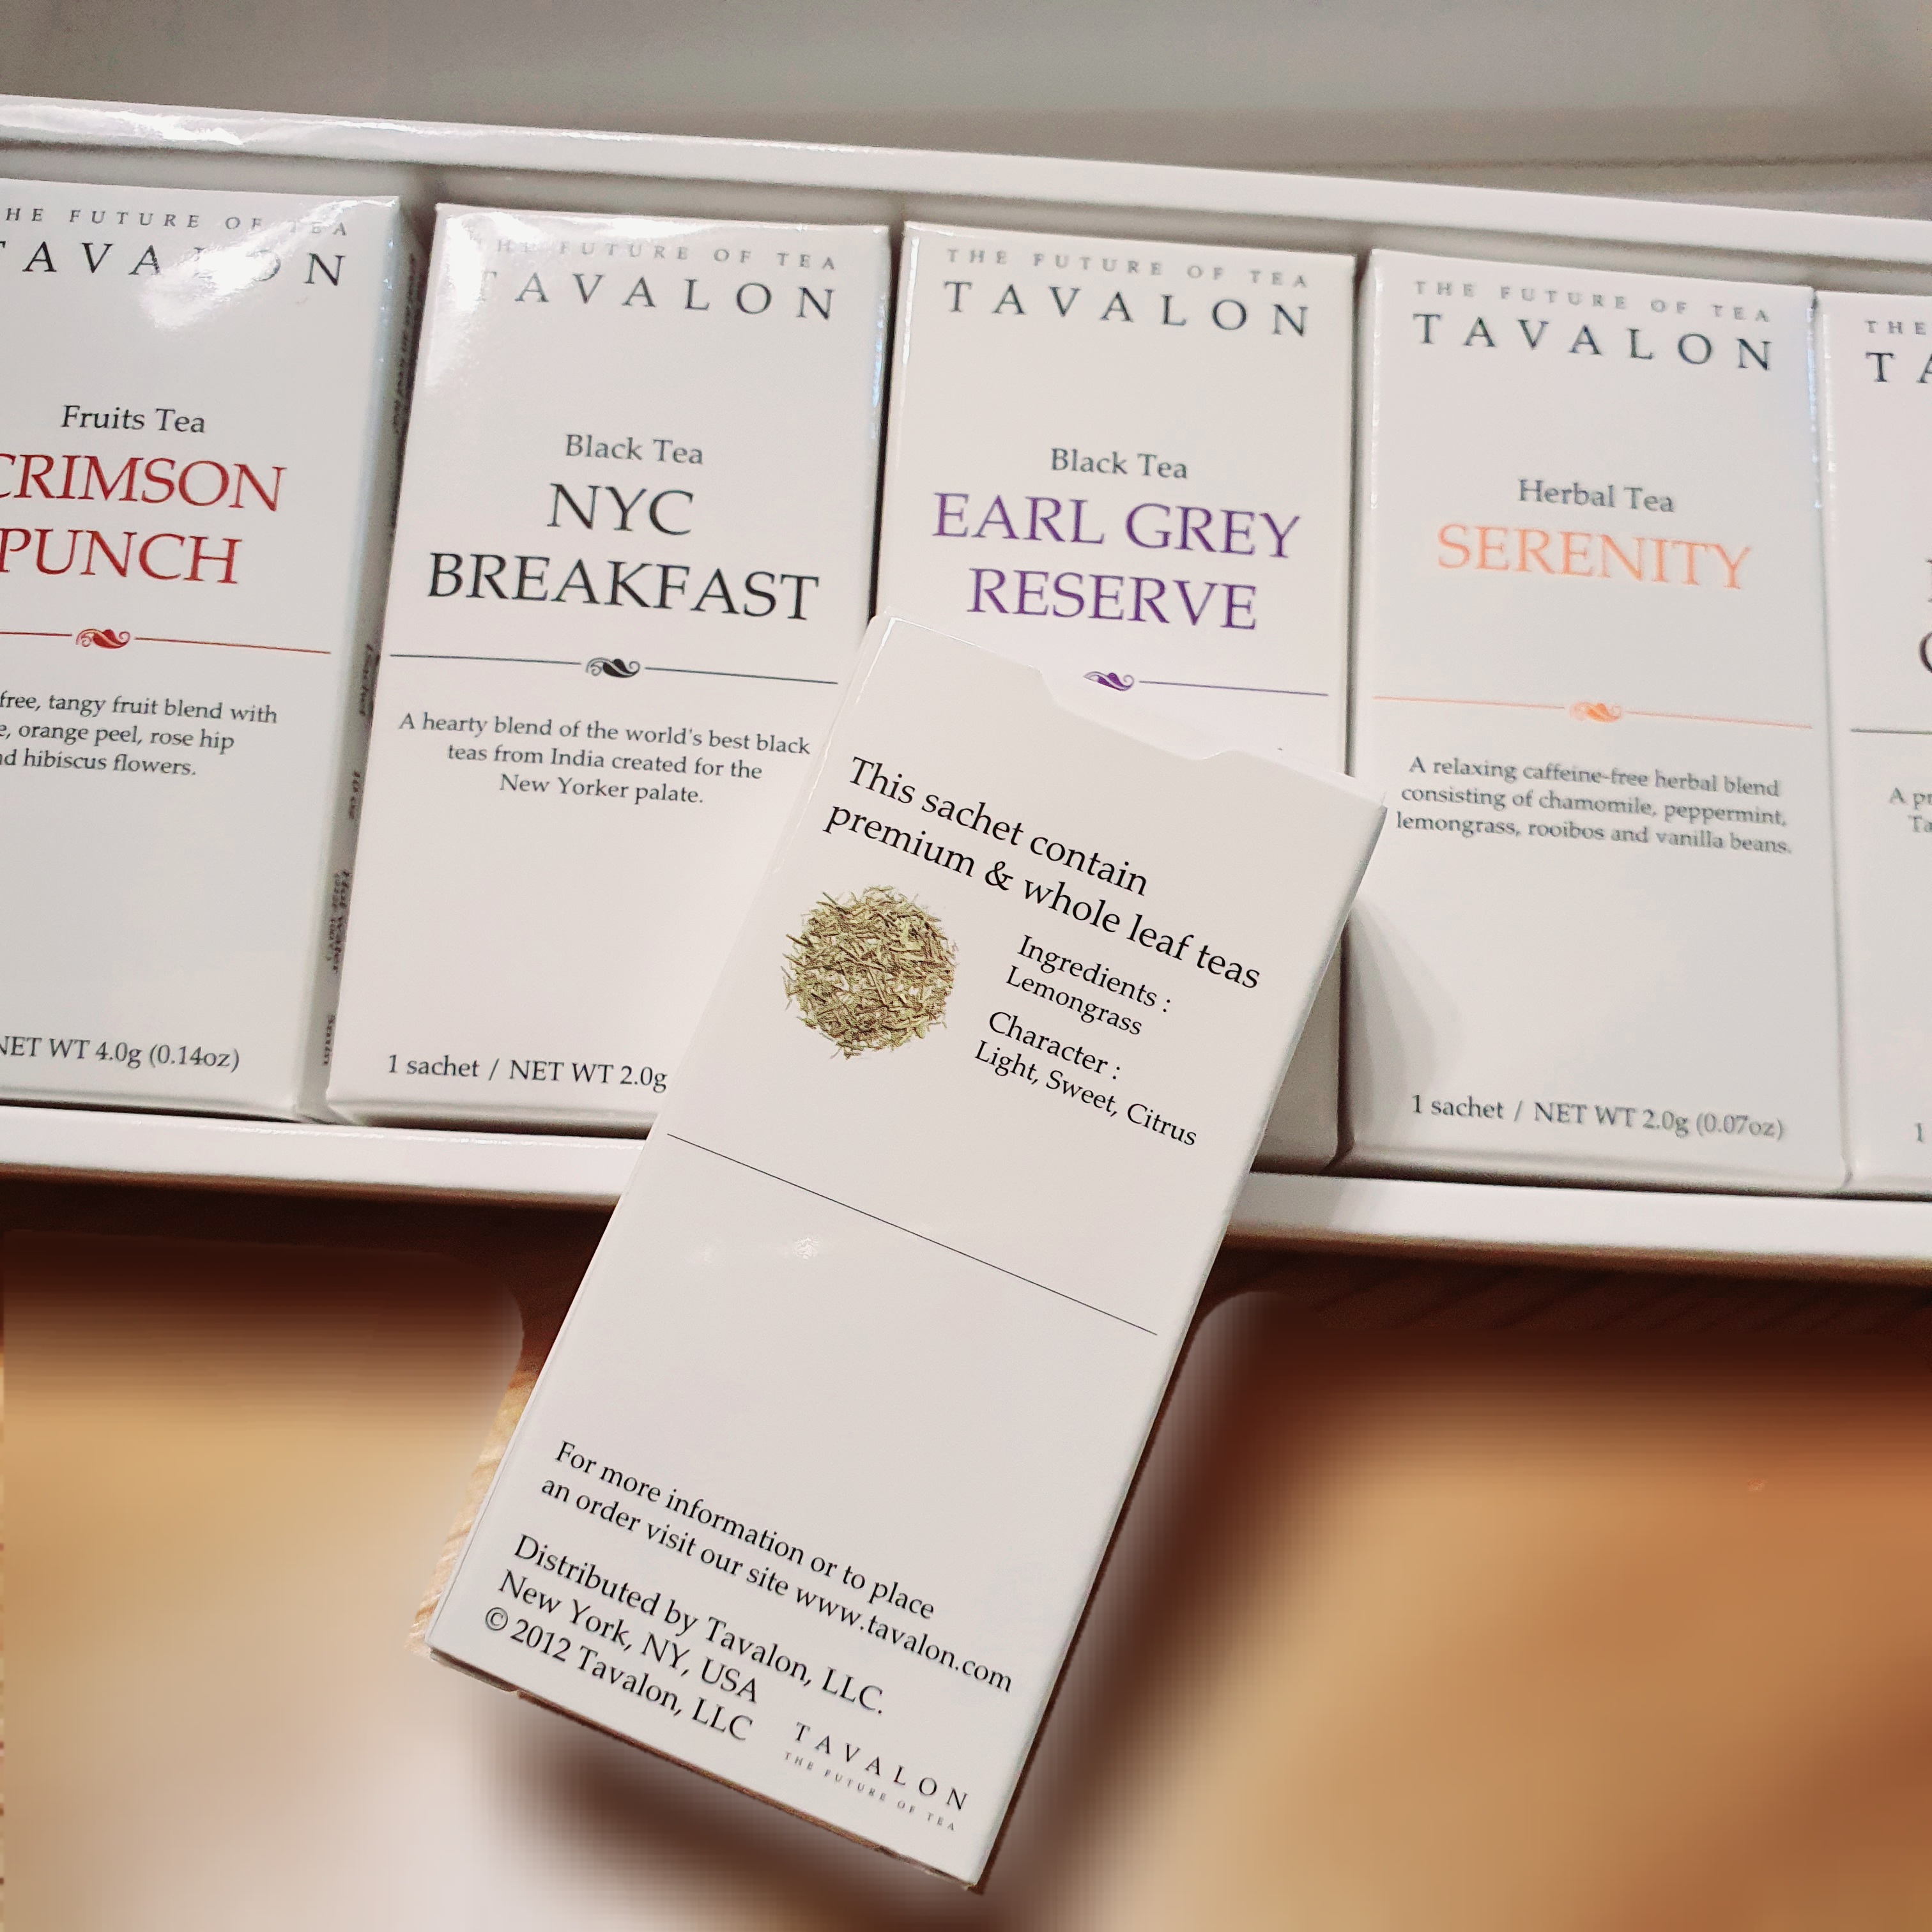 HE FUTURE OF TEA
TAVALON
Fruits Tea
CRIMSON
PUNCH
free, tangy fruit blend with
e, orange peel, rose hip
nd hibiscus flowers.
NET WT 4.0g (0.14oz)
THE FUTURE OF TEA
TAVALON
Black Tea
NYC
BREAKFAST
A hearty blend of the world's best black
teas from India created for the
New Yorker palate.
1 sachet / NET WT 2.0g
THE FUTURE OF TEA
TAVALON
Black Tea
EARL GREY
RESERVE
THE FUTURE OF TEA
TAVALON
Herbal Tea
SERENITY
A relaxing caffeine-free herbal blend
consisting of chamomile, peppermint,
lemongrass, rooibos and vanilla beans.
1 sachet / NET WT 2.0g (0.07oz)
THE
TA
A pr
Ta
1
This sachet contain
premium & whole leaf teas
Ingredients :
Lemongrass
Character :
Light, Sweet, Citrus
For more information or to place
an order visit our site www.tavalon.com
Distributed by Tavalon, LLC.
New York, NY, USA
© 2012 Tavalon, LLC
TAVALON
THE FUTURE OF TEA